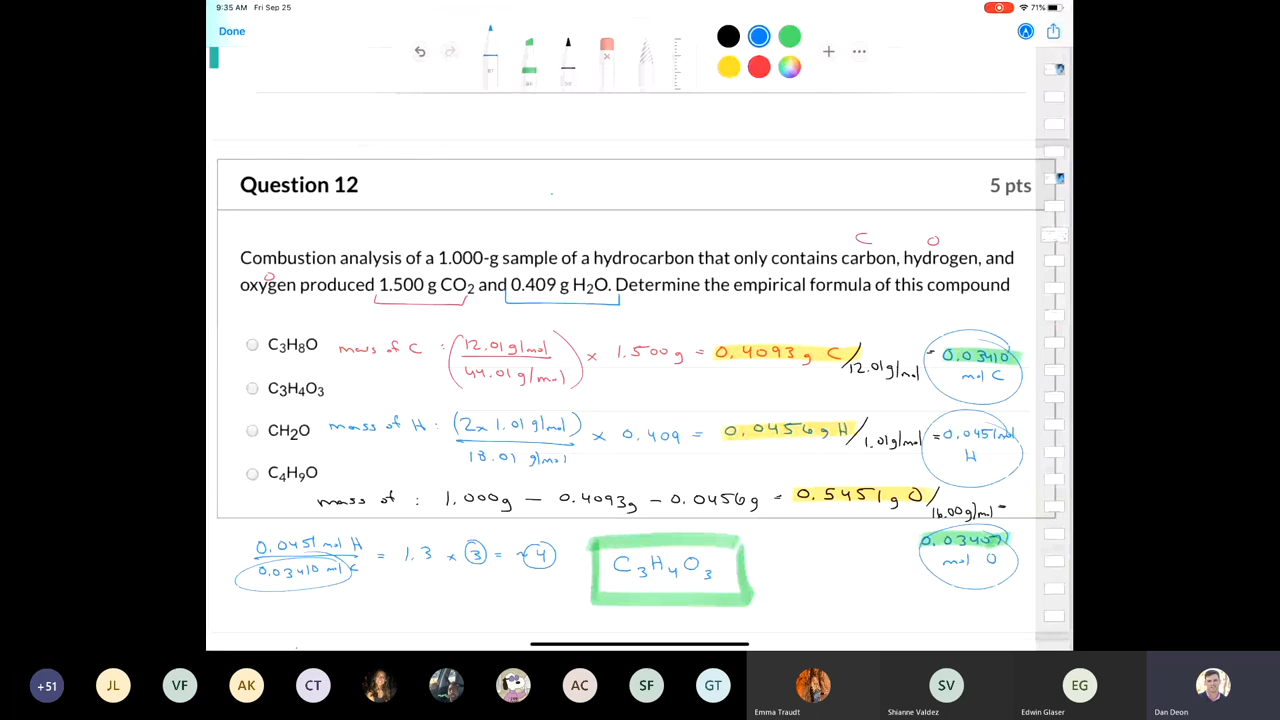 9:35 AM Fri Sep 25
71%
Done
Question 12
5 pts
C O
Combustion analysis of a 1.000-g sample of a hydrocarbon that only contains carbon, hydrogen, and
oxygen produced 1.500 g CO2 and 0.409 g H2O. Determine the empirical formula of this compound
C3H8O
mass of C : (12.01 g/mol / 44.01 g/mol) × 1.500g = 0.4093 g C / 12.01 g/mol = 0.03410 mol C
C3H4O3
CH2O
mass of H : (2 x 1.01 g/mol) / 18.01 g/mol × 0.409 = 0.0456 g H / 1.01 g/mol = 0.0451 mol H
C4H9O
mass of : 1.000g - 0.4093g - 0.0456g = 0.5451 g O / 16.00 g/mol =
0.03407 mol O
0.0451 mol H / 0.03410 mol C = 1.3 × 3 = ~4
C3H4O3
+51
JL
VF
AK
CT
AC
SF
GT
SV
EG
Emma Traudt
Shianne Valdez
Edwin Glaser
Dan Deon